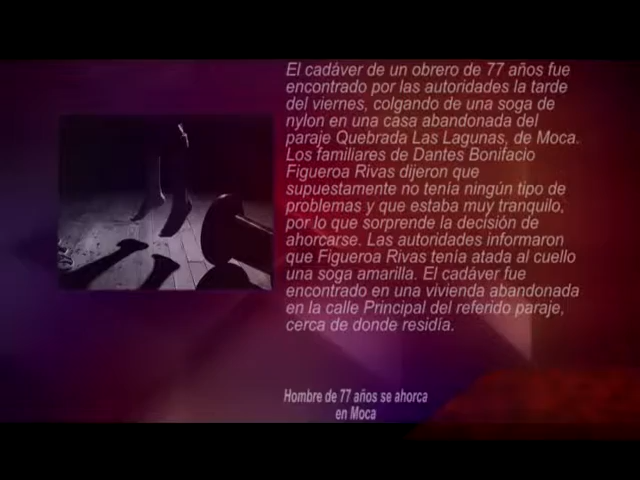 El cadáver de un obrero de 77 años fue
encontrado por las autoridades la tarde
del viernes, colgando de una soga de
nylon en una casa abandonada del
paraje Quebrada Las Lagunas, de Moca.
Los familiares de Dantes Bonifacio
Figueroa Rivas dijeron que
supuestamente no tenía ningún tipo de
problemas y que estaba muy tranquilo,
por lo que sorprende la decisión de
ahorcarse. Las autoridades informaron
que Figueroa Rivas tenía atada al cuello
una soga amarilla. El cadáver fue
encontrado en una vivienda abandonada
en la calle Principal del referido paraje,
cerca de donde residía.
Hombre de 77 años se ahorca
en Moca